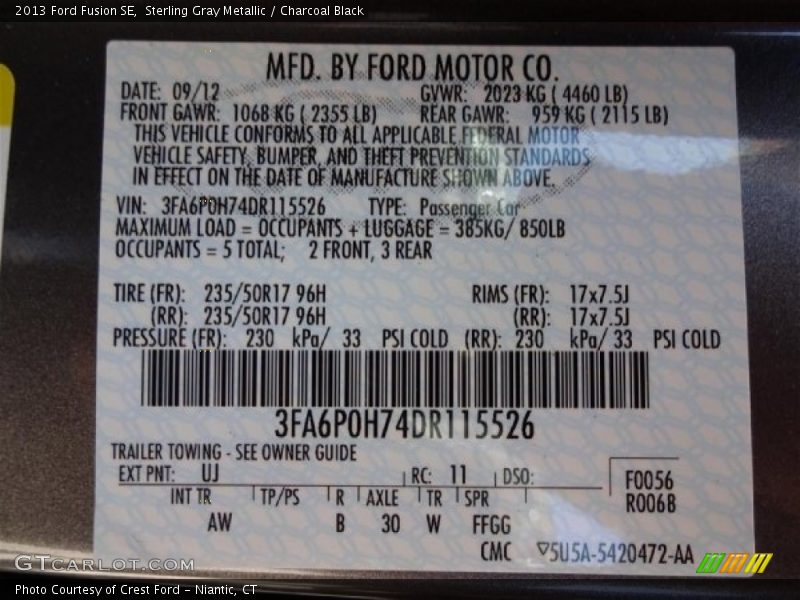 2013 Ford Fusion SE, Sterling Gray Metallic / Charcoal Black
MFD. BY FORD MOTOR CO.
DATE: 09/12 GVWR: 2023 KG ( 4460 LB)
FRONT GAWR: 1068 KG ( 2355 LB) REAR GAWR: 959 KG ( 2115 LB)
THIS VEHICLE CONFORMS TO ALL APPLICABLE FEDERAL MOTOR
VEHICLE SAFETY, BUMPER, AND THEFT PREVENTION STANDARDS
IN EFFECT ON THE DATE OF MANUFACTURE SHOWN ABOVE.
VIN: 3FA6P0H74DR115526 TYPE: Passenger Car
MAXIMUM LOAD = OCCUPANTS + LUGGAGE = 385KG/ 850LB
OCCUPANTS = 5 TOTAL; 2 FRONT, 3 REAR
TIRE (FR): 235/50R17 96H RIMS (FR): 17x7.5J
(RR): 235/50R17 96H (RR): 17x7.5J
PRESSURE (FR): 230 kPa/ 33 PSI COLD (RR): 230 kPa/ 33 PSI COLD
3FA6P0H74DR115526
TRAILER TOWING - SEE OWNER GUIDE
EXT PNT: UJ RC: 11 DSO: F0056
INT TR TP/PS R AXLE TR SPR R006B
AW B 30 W FFGG
CMC ▽5U5A-5420472-AA
GTCARLOT.COM
Photo Courtesy of Crest Ford - Niantic, CT